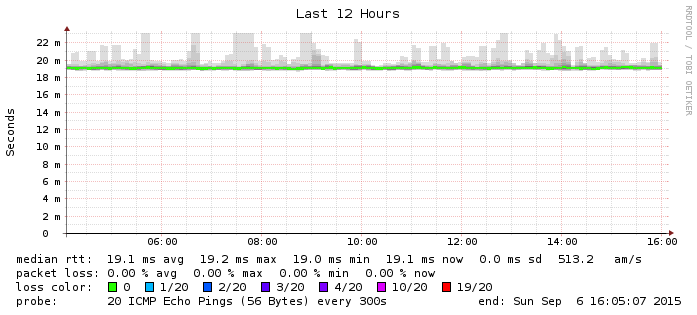 Last 12 Hours
RRDTOOL / TOBI OETIKER
Seconds
22 m
20 m
18 m
16 m
14 m
12 m
10 m
8 m
6 m
4 m
2 m
0
06:00 08:00 10:00 12:00 14:00 16:00
median rtt: 19.1 ms avg 19.2 ms max 19.0 ms min 19.1 ms now 0.0 ms sd 513.2 am/s
packet loss: 0.00 % avg 0.00 % max 0.00 % min 0.00 % now
loss color: 0 1/20 2/20 3/20 4/20 10/20 19/20
probe: 20 ICMP Echo Pings (56 Bytes) every 300s end: Sun Sep 6 16:05:07 2015